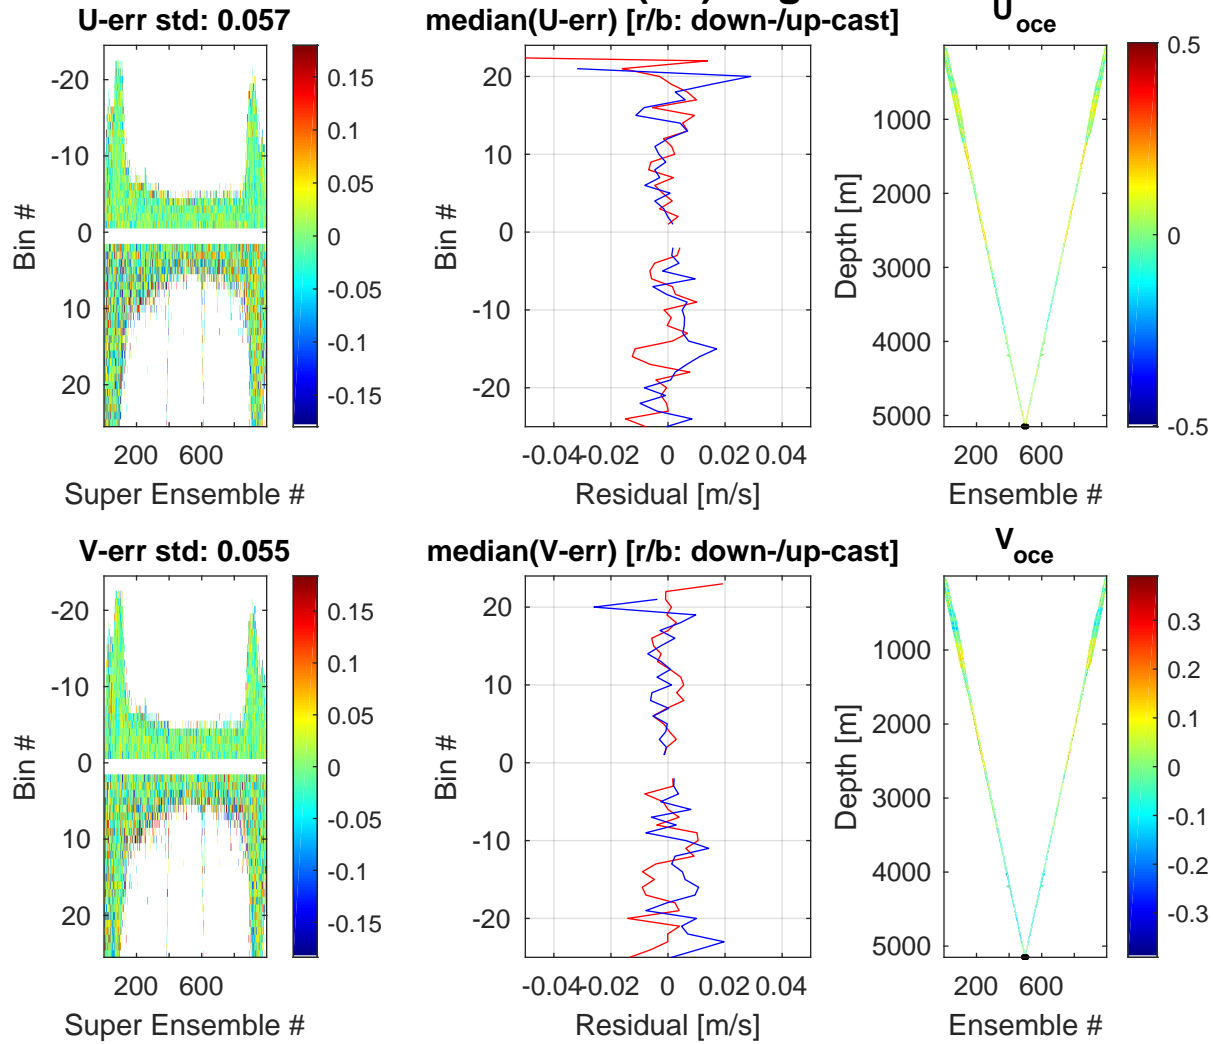 U-err std: 0.057
median(U-err) [r/b: down-/up-cast]
U oce
-20
-10
0
10
20
Bin #
200 600
Super Ensemble #
0.15
0.1
0.05
0
-0.05
-0.1
-0.15
20
10
0
-10
-20
Bin #
-0.04 -0.02 0 0.02 0.04
Residual [m/s]
1000
2000
3000
4000
5000
Depth [m]
200 600
Ensemble #
0.5
0
-0.5
V-err std: 0.055
median(V-err) [r/b: down-/up-cast]
V oce
-20
-10
0
10
20
Bin #
200 600
Super Ensemble #
0.15
0.1
0.05
0
-0.05
-0.1
-0.15
20
10
0
-10
-20
Bin #
-0.04 -0.02 0 0.02 0.04
Residual [m/s]
1000
2000
3000
4000
5000
Depth [m]
200 600
Ensemble #
0.3
0.2
0.1
0
-0.1
-0.2
-0.3